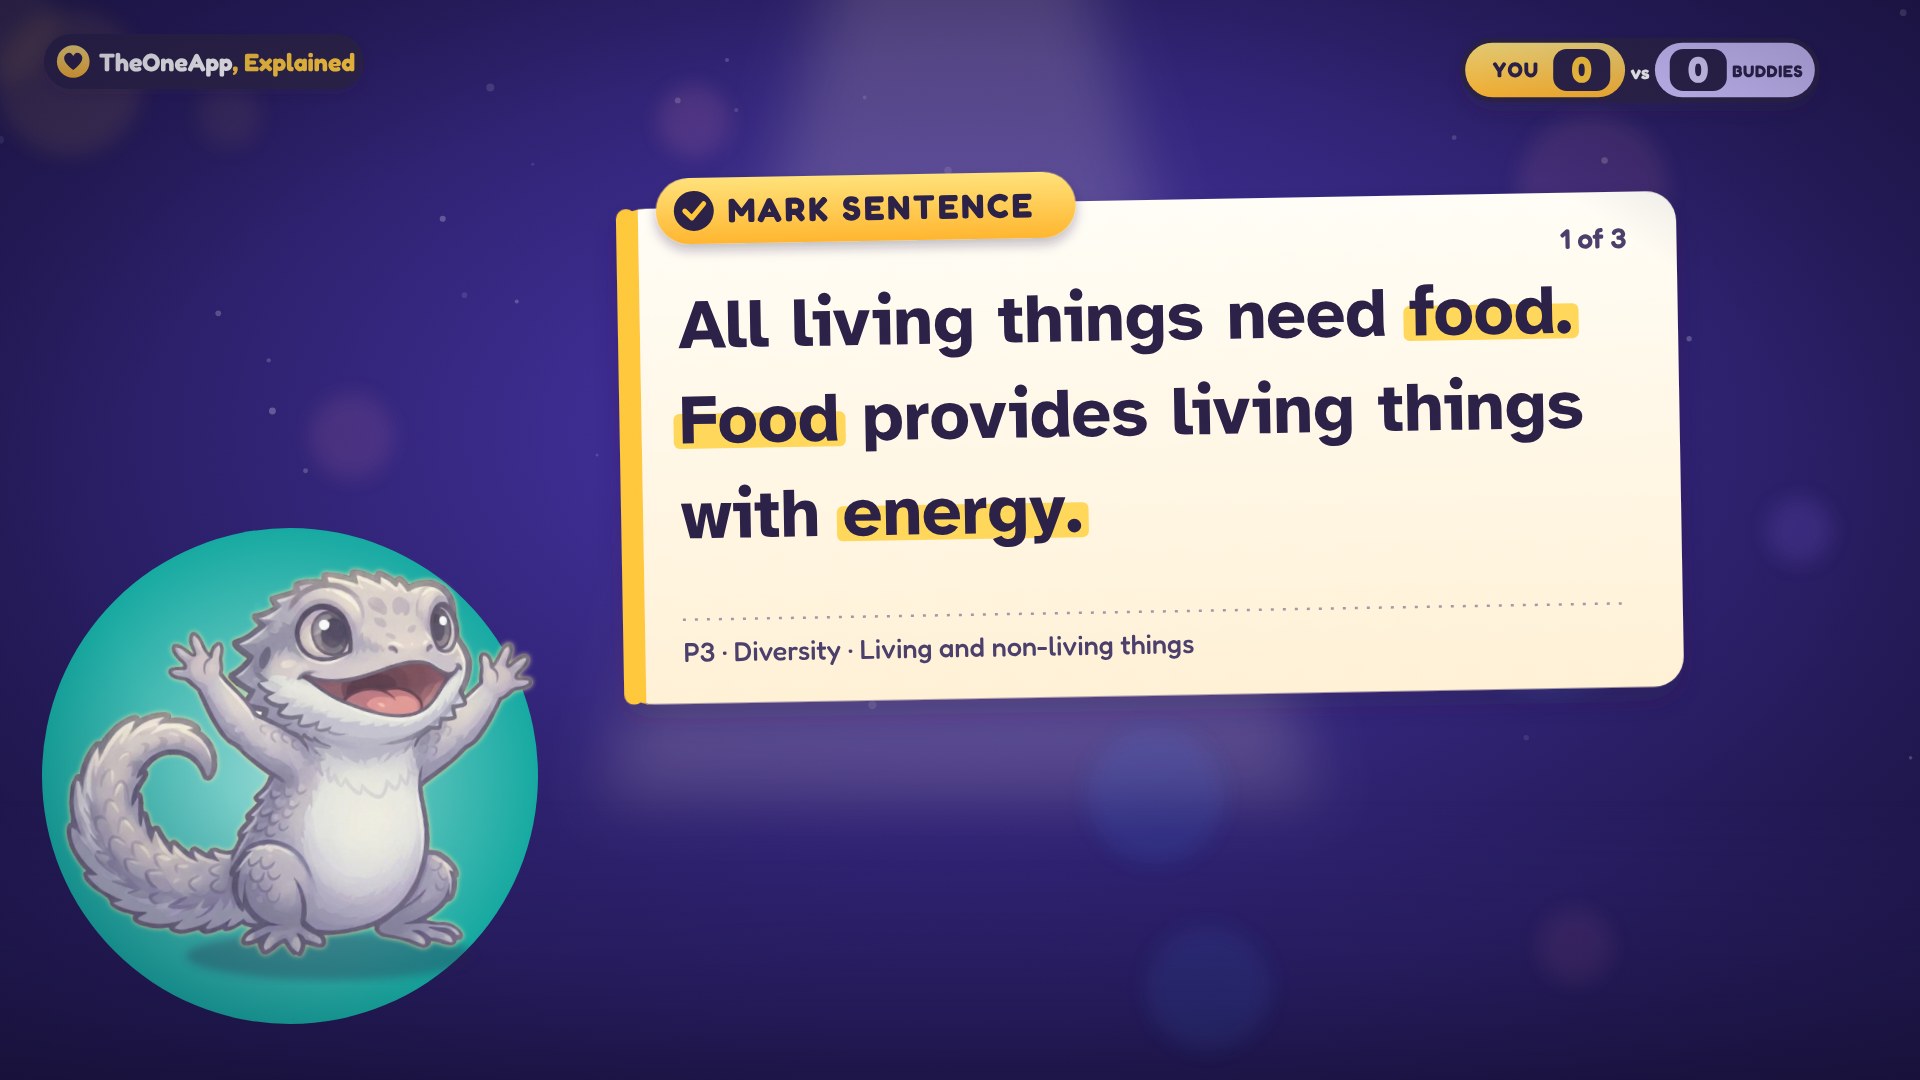 TheOneApp, Explained
YOU 0 vs 0 BUDDIES
MARK SENTENCE
1 of 3
All living things need food.
Food provides living things
with energy.
P3 · Diversity · Living and non-living things